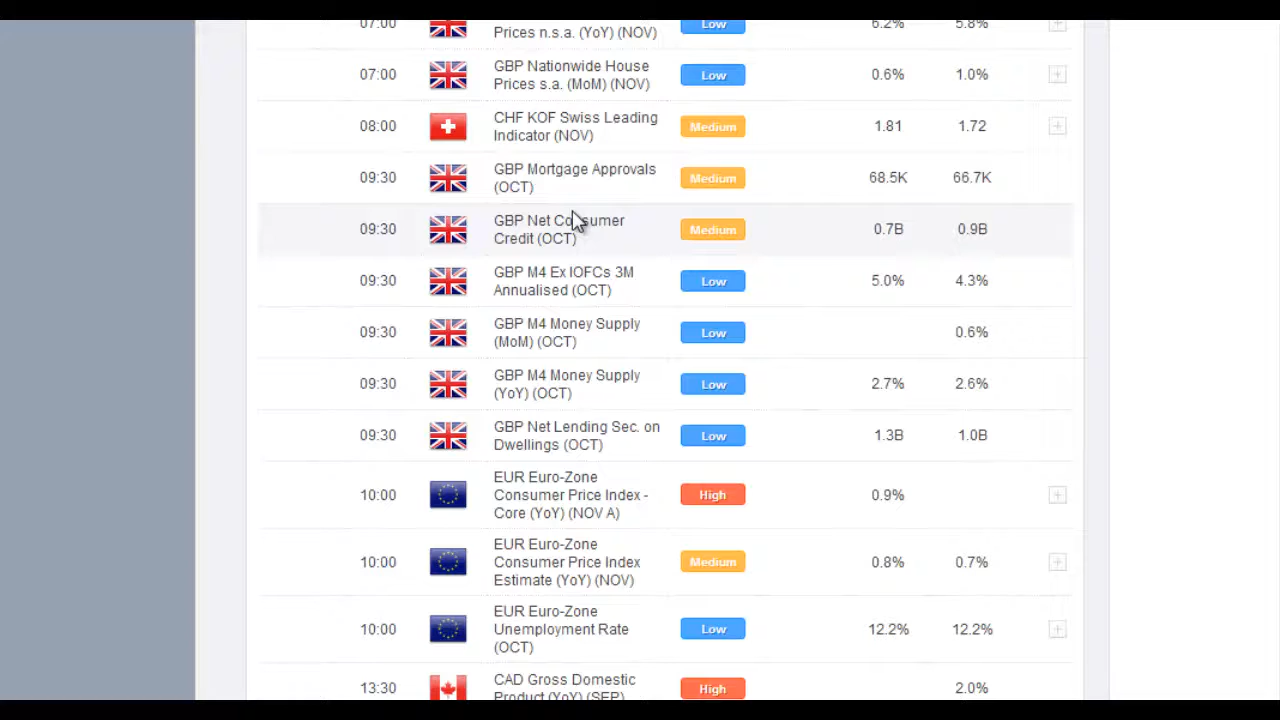 07:00 Prices n.s.a. (YoY) (NOV) Low 6.2% 5.8%
07:00 GBP Nationwide House Prices s.a. (MoM) (NOV) Low 0.6% 1.0%
08:00 CHF KOF Swiss Leading Indicator (NOV) Medium 1.81 1.72
09:30 GBP Mortgage Approvals (OCT) Medium 68.5K 66.7K
09:30 GBP Net Consumer Credit (OCT) Medium 0.7B 0.9B
09:30 GBP M4 Ex IOFCs 3M Annualised (OCT) Low 5.0% 4.3%
09:30 GBP M4 Money Supply (MoM) (OCT) Low 0.6%
09:30 GBP M4 Money Supply (YoY) (OCT) Low 2.7% 2.6%
09:30 GBP Net Lending Sec. on Dwellings (OCT) Low 1.3B 1.0B
10:00 EUR Euro-Zone Consumer Price Index - Core (YoY) (NOV A) High 0.9%
10:00 EUR Euro-Zone Consumer Price Index Estimate (YoY) (NOV) Medium 0.8% 0.7%
10:00 EUR Euro-Zone Unemployment Rate (OCT) Low 12.2% 12.2%
13:30 CAD Gross Domestic Product (YoY) (SEP) High 2.0%